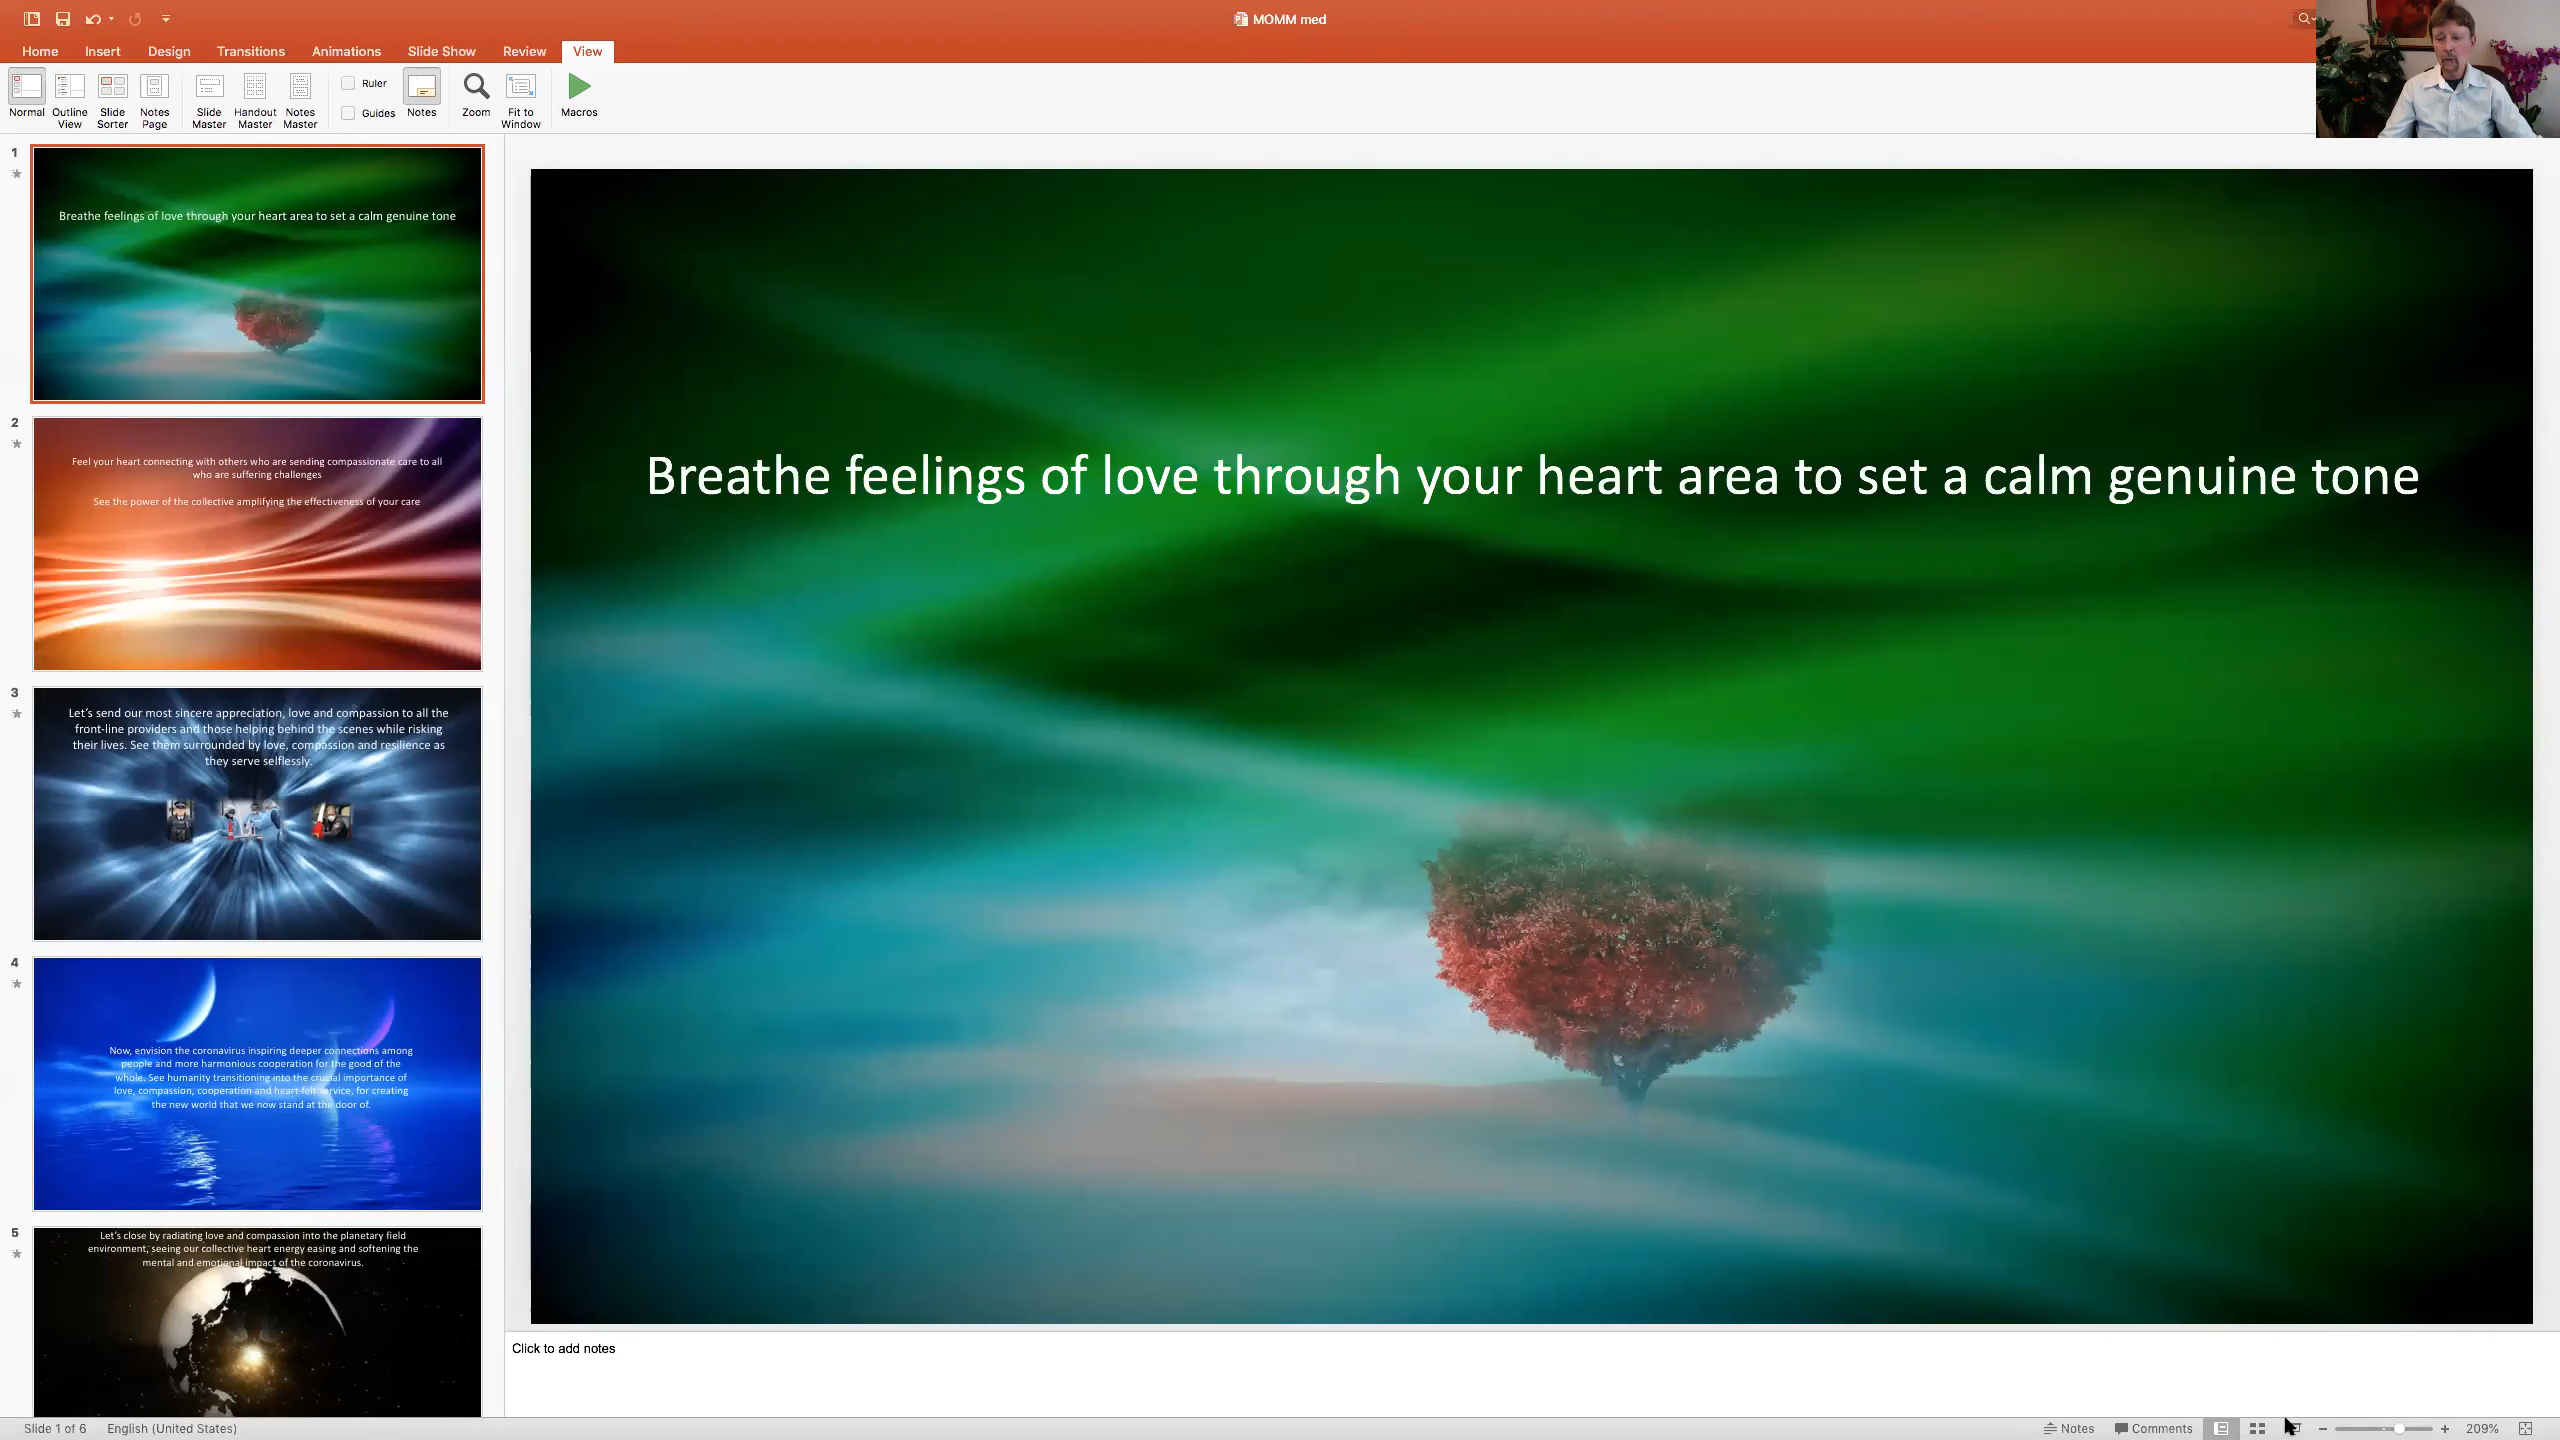 MOMM med
Home Insert Design Transitions Animations Slide Show Review View
Normal Outline View Slide Sorter Notes Page Slide Master Handout Master Notes Master Ruler Guides Notes Zoom Fit to Window Macros
1
Breathe feelings of love through your heart area to set a calm genuine tone
2
Feel your heart connecting with others who are sending compassionate care to all
who are suffering challenges
See the power of the collective amplifying the effectiveness of your care
3
Let's send our most sincere appreciation, love and compassion to all the
front-line providers and those helping behind the scenes while risking
their lives. See them surrounded by love, compassion and resilience as
they serve selflessly.
4
Now, envision the coronavirus inspiring deeper connections among
people and more harmonious cooperation for the good of the
whole. See humanity transitioning into the crucial importance of
love, compassion, cooperation and heart-felt service, for creating
the new world that we now stand at the door of.
5
Let's close by radiating love and compassion into the planetary field
environment, seeing our collective heart energy easing and softening the
mental and emotional impact of the coronavirus.
Breathe feelings of love through your heart area to set a calm genuine tone
Click to add notes
Slide 1 of 6 English (United States) Notes Comments 209%